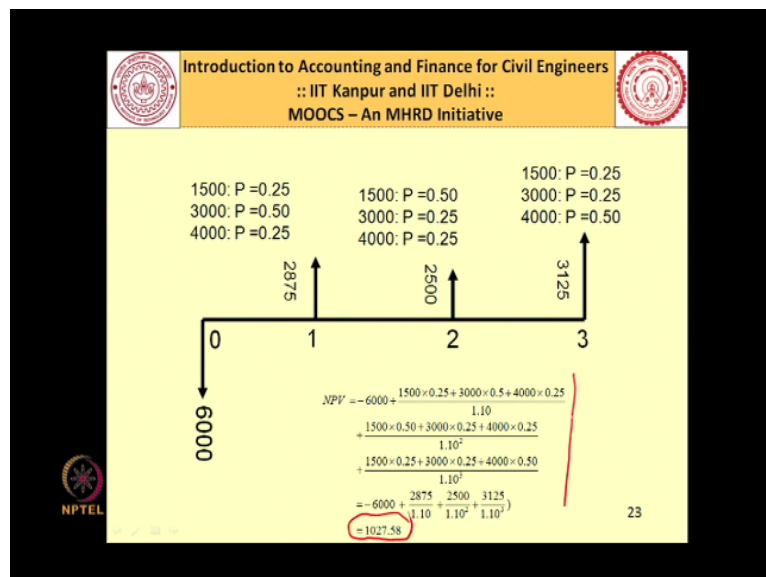 Introduction to Accounting and Finance for Civil Engineers
:: IIT Kanpur and IIT Delhi ::
MOOCS – An MHRD Initiative
1500: P =0.25
3000: P =0.50
4000: P =0.25
1500: P =0.50
3000: P =0.25
4000: P =0.25
1500: P =0.25
3000: P =0.25
4000: P =0.50
2875
2500
3125
0
1
2
3
6000
NPV = -6000 + (1500×0.25+3000×0.5+4000×0.25)/1.10
+ (1500×0.50+3000×0.25+4000×0.25)/1.10²
+ (1500×0.25+3000×0.25+4000×0.50)/1.10³
= -6000 + 2875/1.10 + 2500/1.10² + 3125/1.10³)
= 1027.58
NPTEL
23